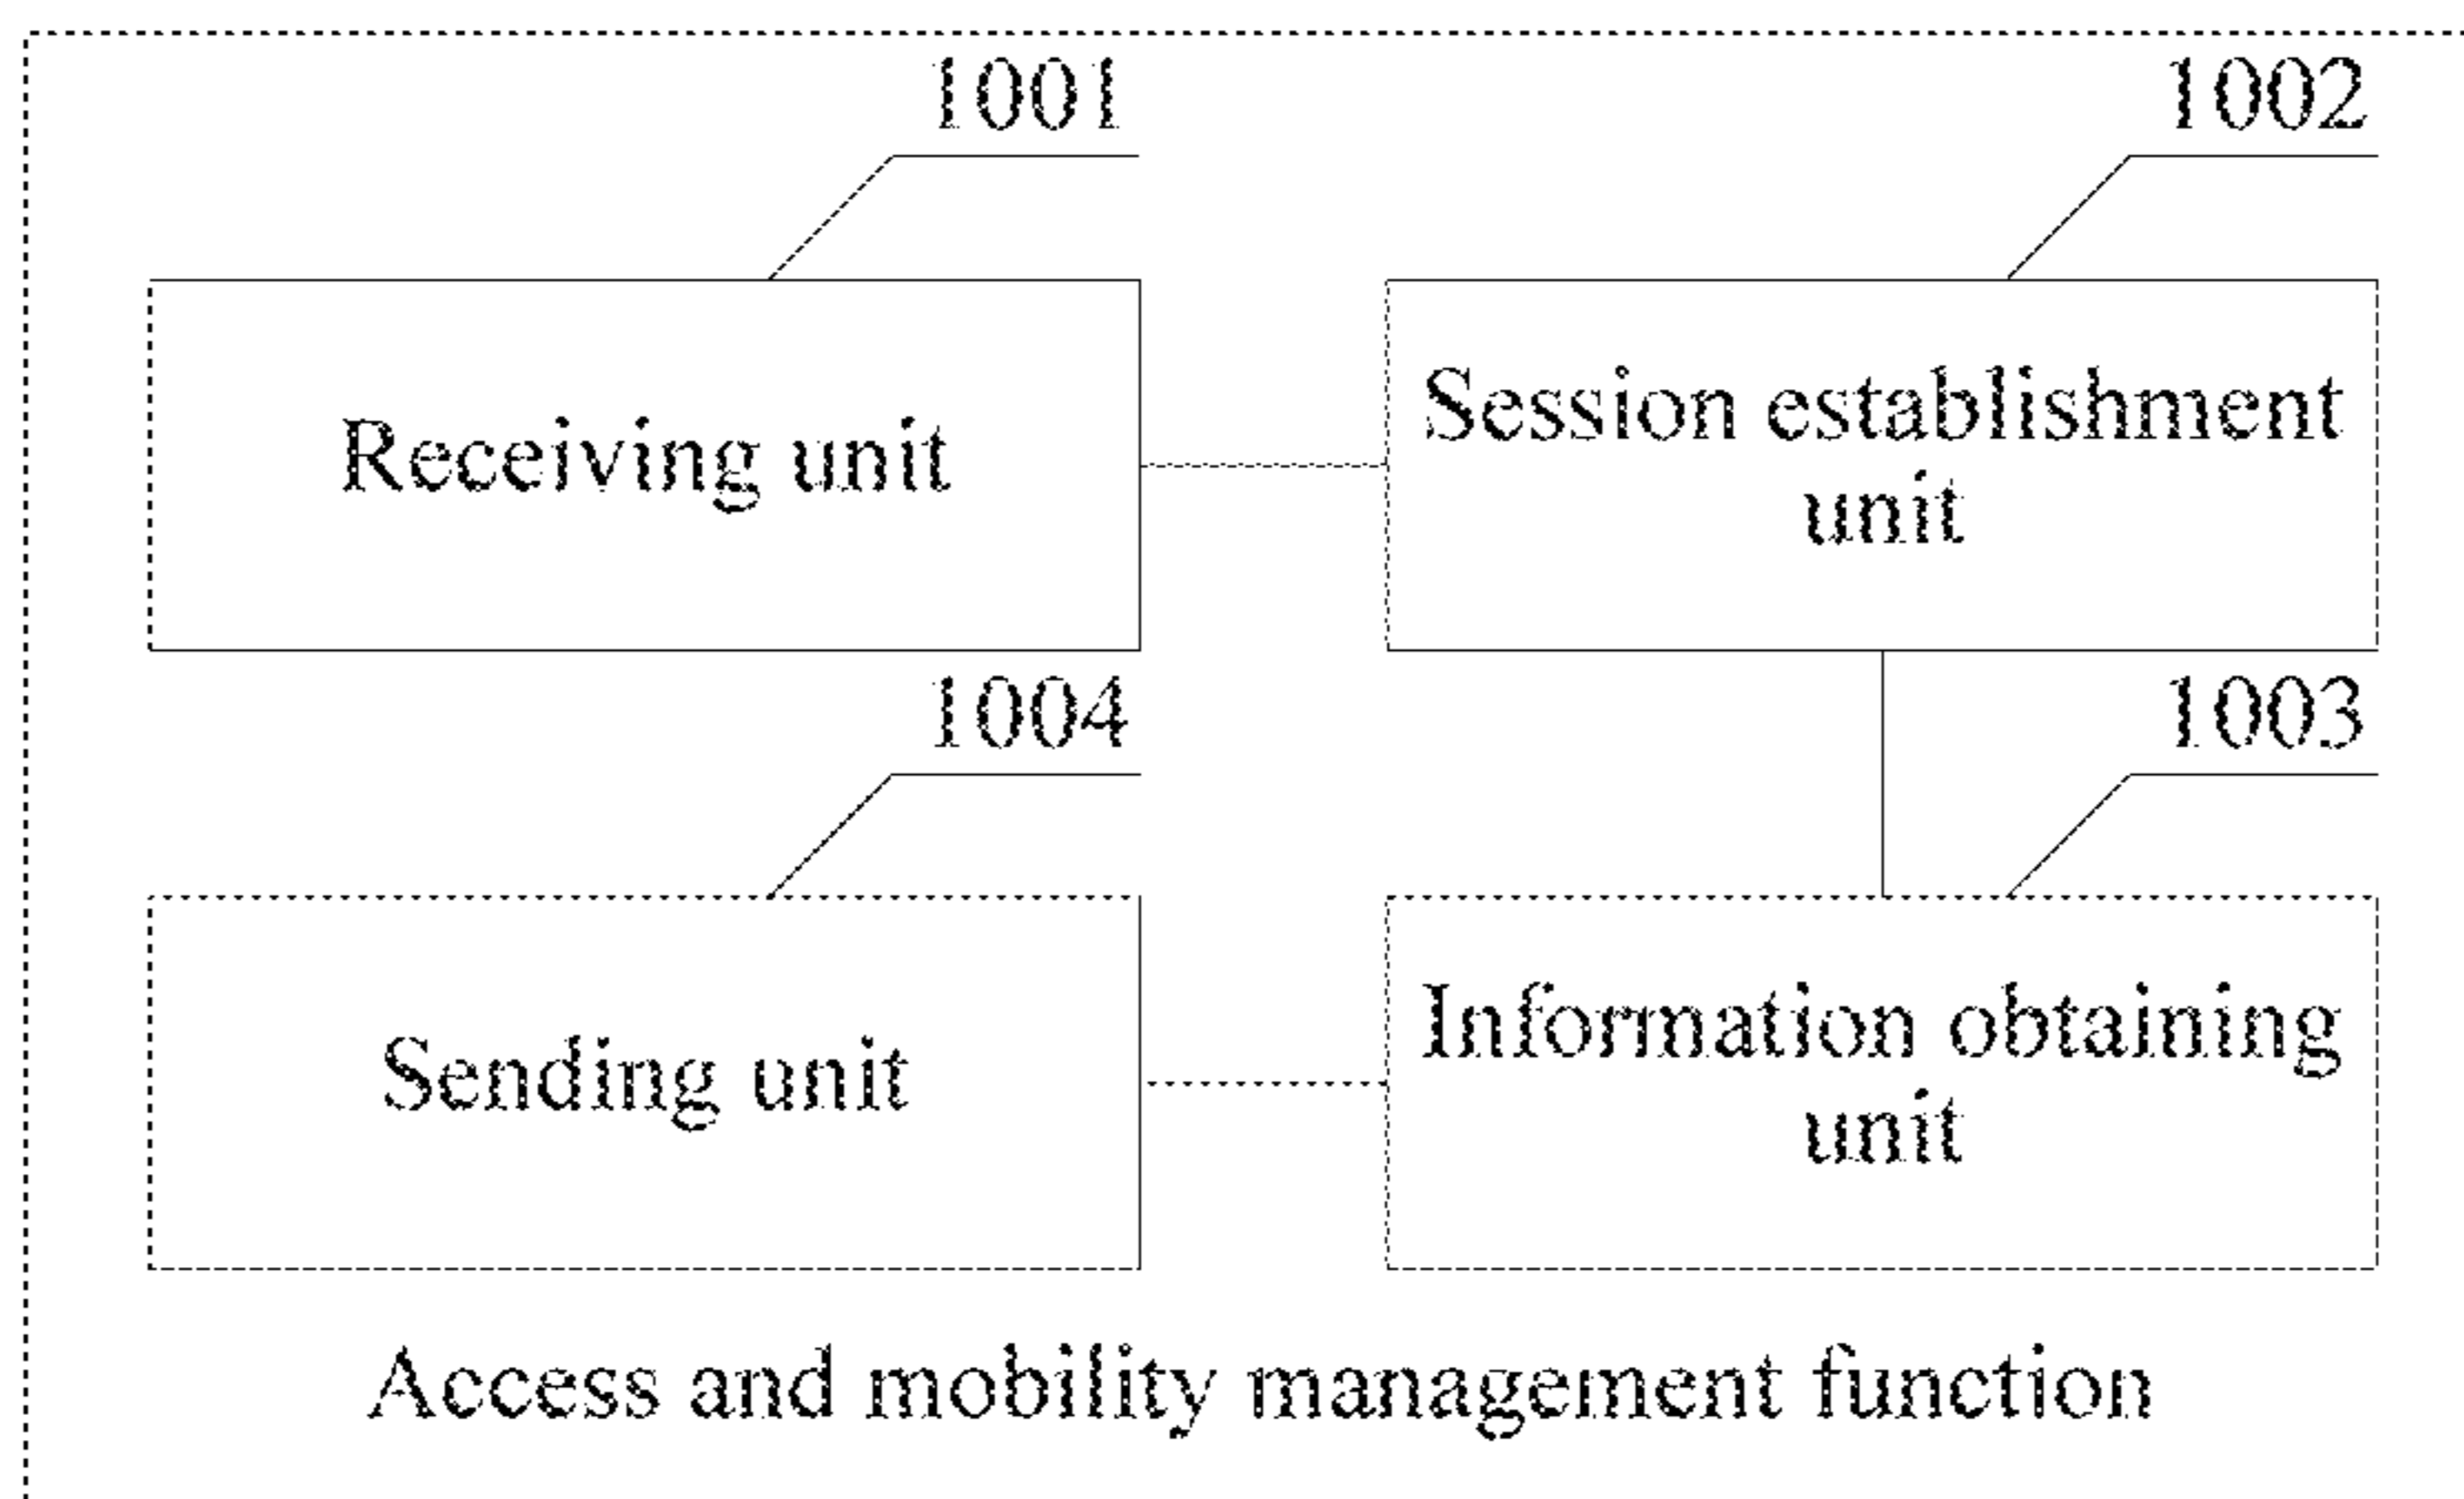 1001
1002
Receiving unit
Session establishment
unit
1004
1003
Sending unit
Information obtaining
unit
Access and mobility management function